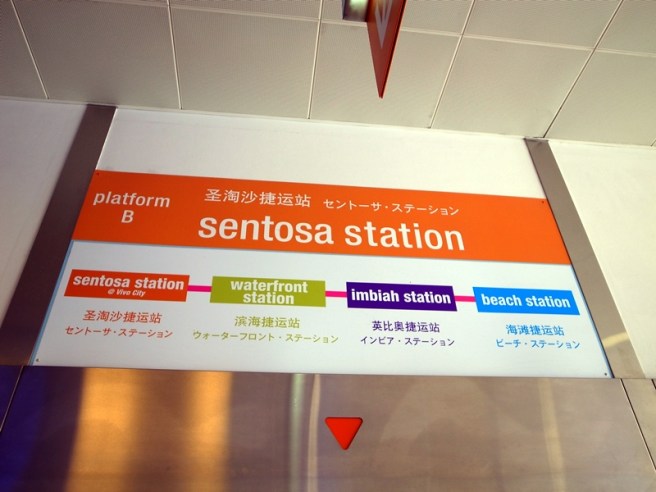 platform
B
圣淘沙捷运站 セントーサ・ステーション
sentosa station
sentosa station
@ Vivo City
圣淘沙捷运站
セントーサ・ステーション
waterfront
station
滨海捷运站
ウォーターフロント・ステーション
imbiah station
英比奥捷运站
インビア・ステーション
beach station
海滩捷运站
ビーチ・ステーション